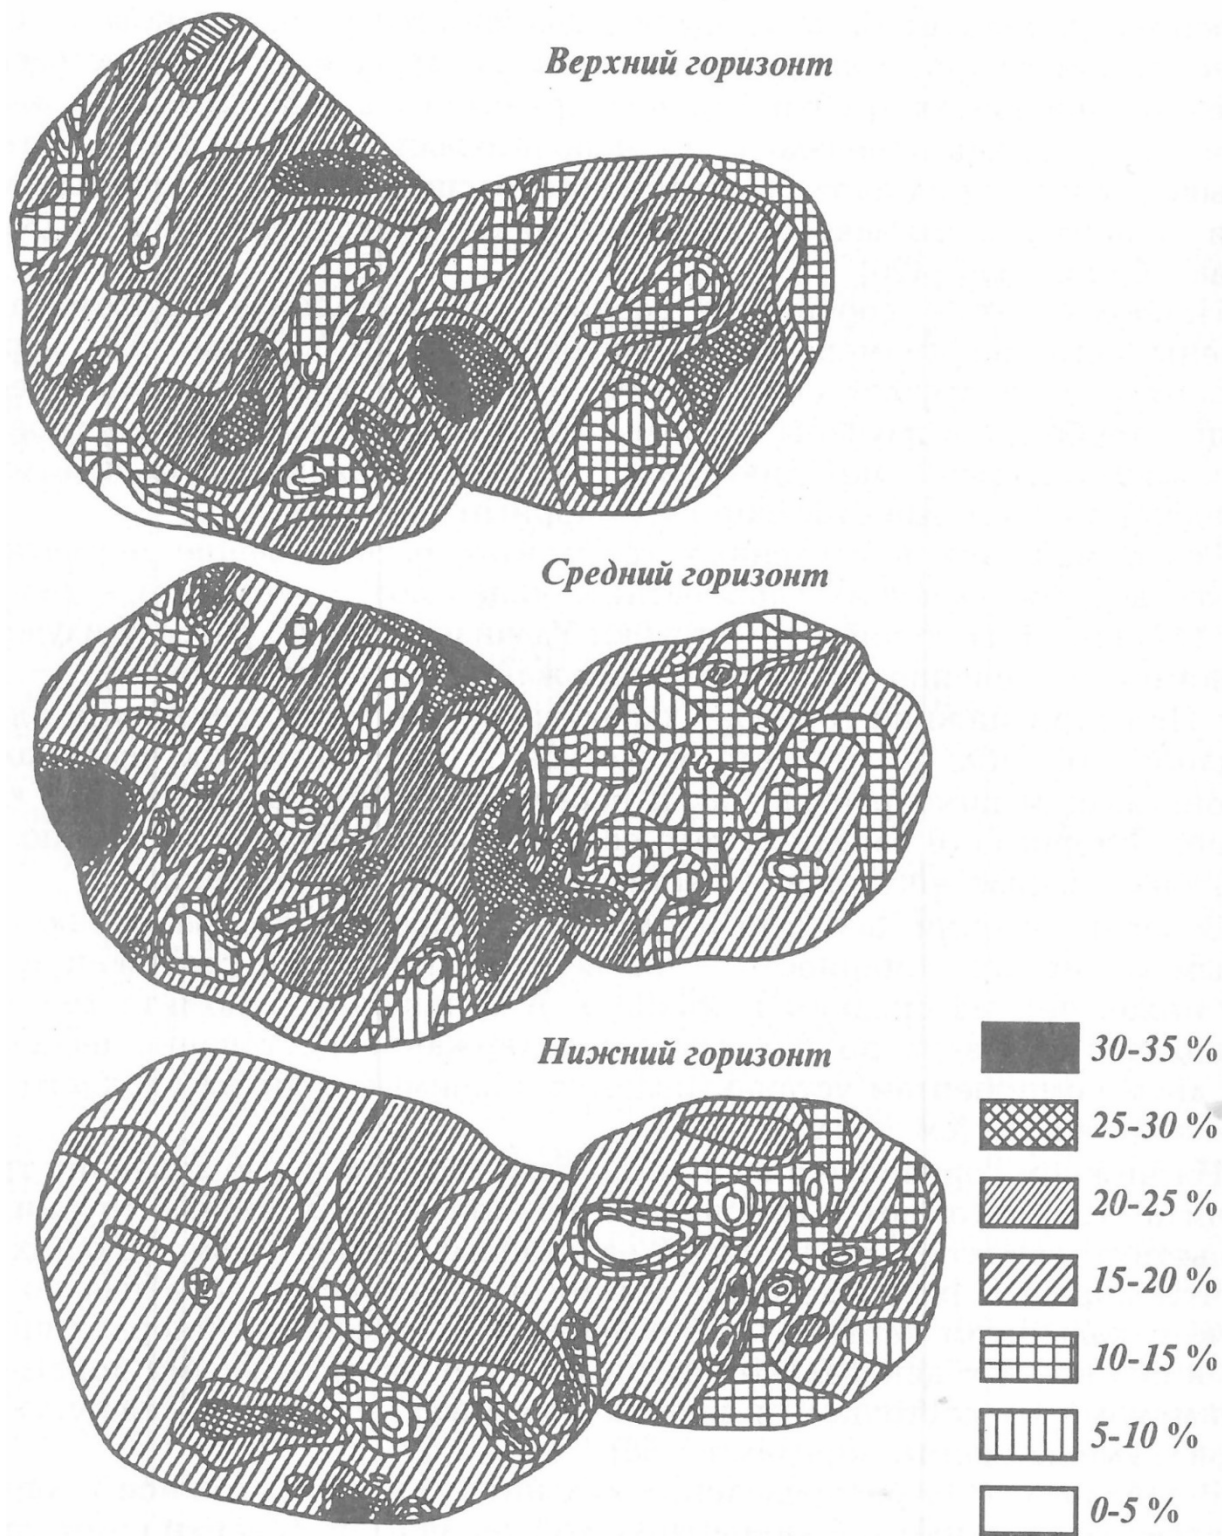 Верхний горизонт
Средний горизонт
Нижний горизонт
30-35 %
25-30 %
20-25 %
15-20 %
10-15 %
5-10 %
0-5 %